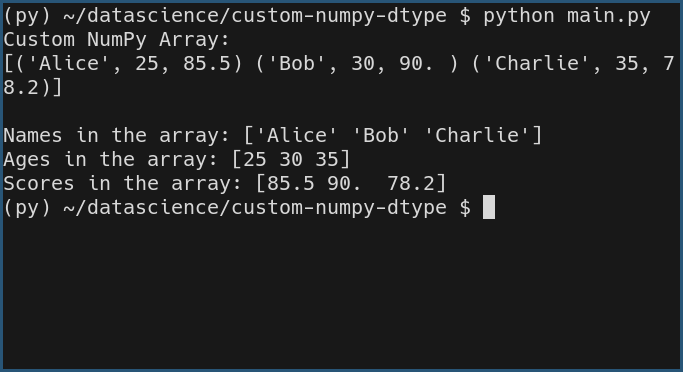 (py) ~/datascience/custom-numpy-dtype $ python main.py
Custom NumPy Array:
[('Alice', 25, 85.5) ('Bob', 30, 90. ) ('Charlie', 35, 7
8.2)]
Names in the array: ['Alice' 'Bob' 'Charlie']
Ages in the array: [25 30 35]
Scores in the array: [85.5 90.  78.2]
(py) ~/datascience/custom-numpy-dtype $